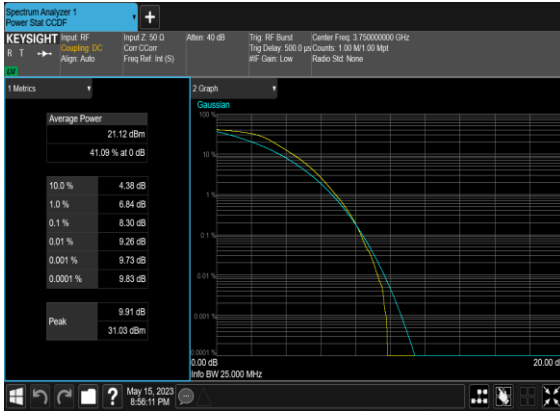 Spectrum Analyzer 1
Power Stat CCDF
+
KEYSIGHT
R T
Input: RF
Coupling: DC
Align: Auto
Input Z: 50 Ω
Corr CCorr
Freq Ref: Int (S)
Atten: 40 dB
Trig: RF Burst
Trig Delay: 500.0 µs
#IF Gain: Low
Center Freq: 3.750000000 GHz
Counts: 1.00 M/1.00 Mpt
Radio Std: None
1 Metrics
Average Power
21.12 dBm
41.09 % at 0 dB
10.0 % 4.38 dB
1.0 % 6.84 dB
0.1 % 8.30 dB
0.01 % 9.26 dB
0.001 % 9.73 dB
0.0001 % 9.83 dB
Peak
9.91 dB
31.03 dBm
2 Graph
Gaussian
100 %
10 %
1 %
0.1 %
0.01 %
0.001 %
0.0001 %
0.00 dB
20.00 d
Info BW 25.000 MHz
?
May 15, 2023
8:56:11 PM